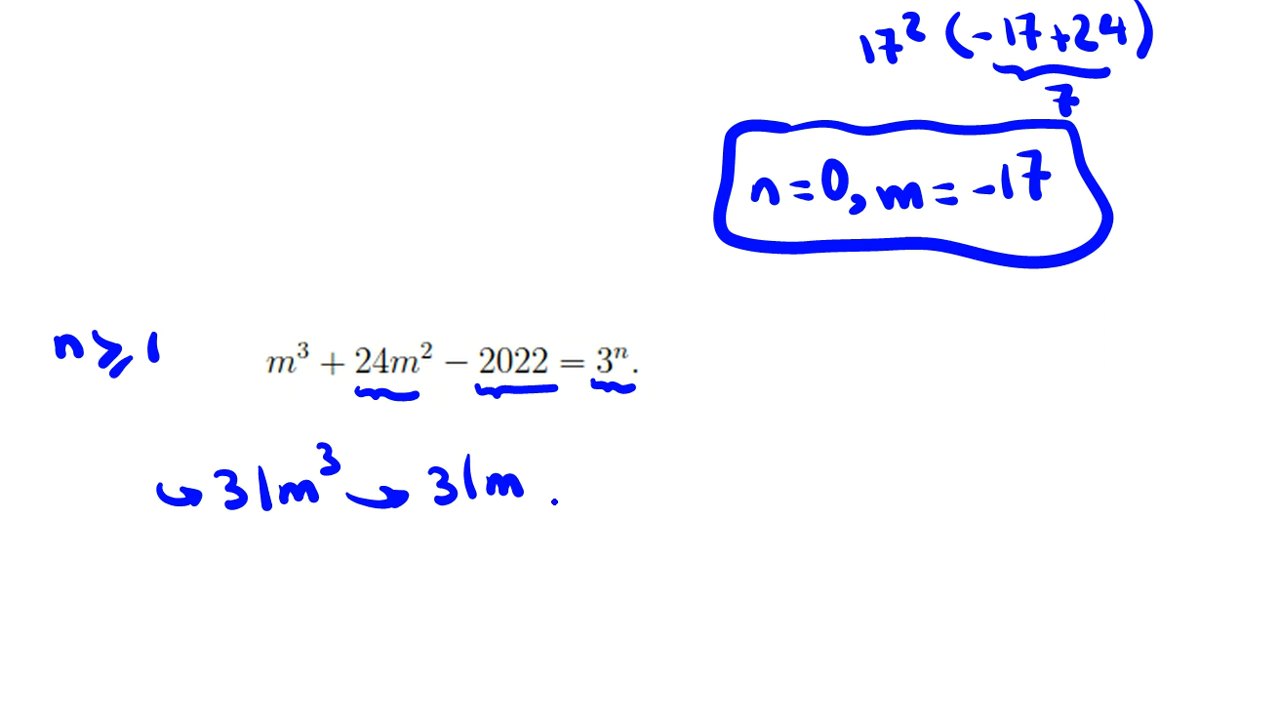 17² (-17+24)
7
n=0, m=-17
n⩾1
m³ + 24m² − 2022 = 3ⁿ.
↪ 3|m³ → 3|m .